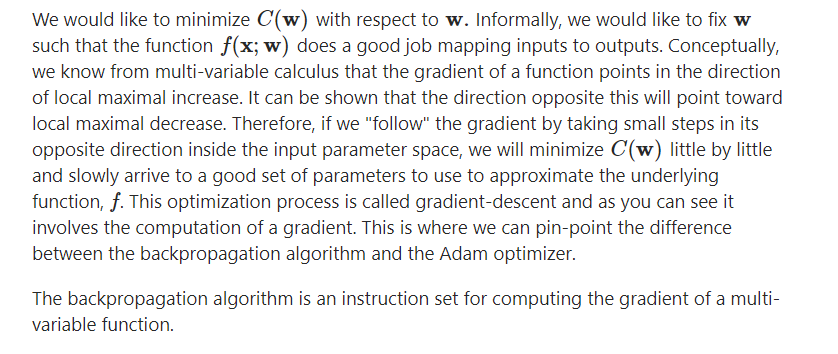 We would like to minimize C(w) with respect to w. Informally, we would like to fix w
such that the function f(x; w) does a good job mapping inputs to outputs. Conceptually,
we know from multi-variable calculus that the gradient of a function points in the direction
of local maximal increase. It can be shown that the direction opposite this will point toward
local maximal decrease. Therefore, if we "follow" the gradient by taking small steps in its
opposite direction inside the input parameter space, we will minimize C(w) little by little
and slowly arrive to a good set of parameters to use to approximate the underlying
function, f. This optimization process is called gradient-descent and as you can see it
involves the computation of a gradient. This is where we can pin-point the difference
between the backpropagation algorithm and the Adam optimizer.
The backpropagation algorithm is an instruction set for computing the gradient of a multi-
variable function.